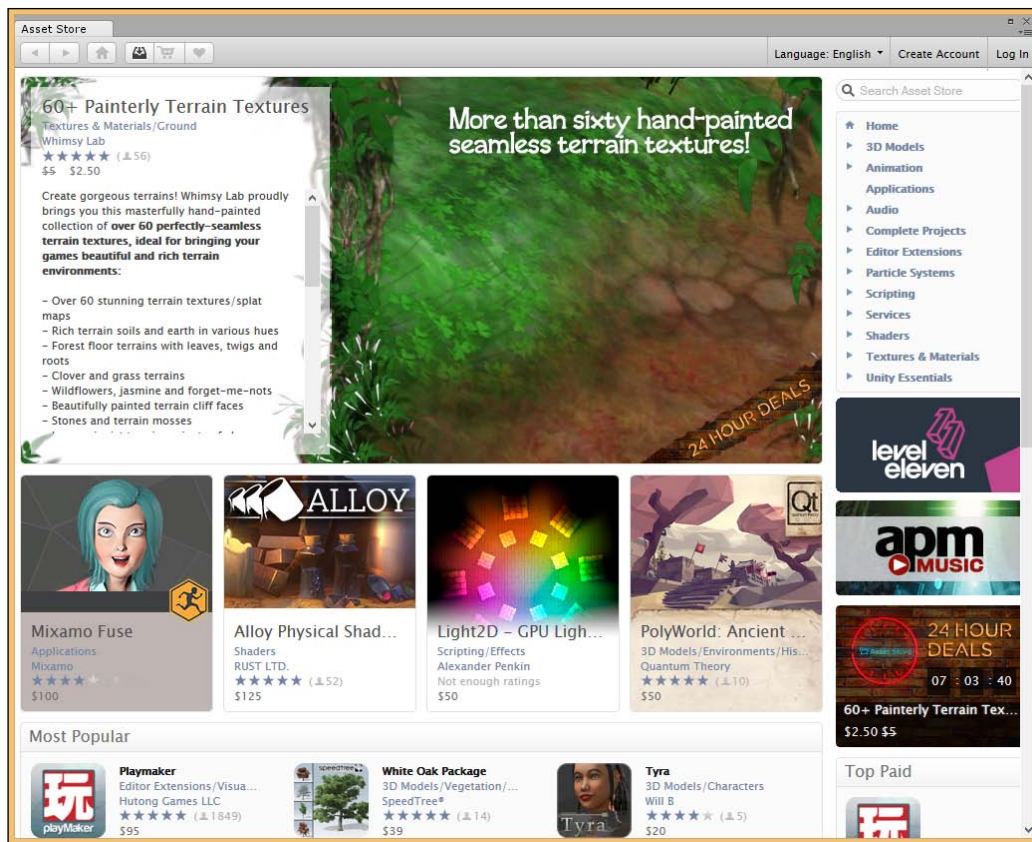 Asset Store
Language: English
Create Account
Log In
60+ Painterly Terrain Textures
Textures & Materials/Ground
Whimsy Lab
(56)
$5 $2.50
Create gorgeous terrains! Whimsy Lab proudly
brings you this masterfully hand-painted
collection of over 60 perfectly-seamless
terrain textures, ideal for bringing your
games beautiful and rich terrain
environments:
- Over 60 stunning terrain textures/splat
maps
- Rich terrain soils and earth in various hues
- Forest floor terrains with leaves, twigs and
roots
- Clover and grass terrains
- Wildflowers, jasmine and forget-me-nots
- Beautifully painted terrain cliff faces
- Stones and terrain mosses
More than sixty hand-painted
seamless terrain textures!
24 HOUR DEALS
Search Asset Store
Home
3D Models
Animation
Applications
Audio
Complete Projects
Editor Extensions
Particle Systems
Scripting
Services
Shaders
Textures & Materials
Unity Essentials
level
eleven
apm
MUSIC
Asset Store
24 HOUR
DEALS
07 : 03 : 40
60+ Painterly Terrain Tex...
$2.50 $5
Mixamo Fuse
Applications
Mixamo
$100
ALLOY
Alloy Physical Shad...
Shaders
RUST LTD.
(52)
$125
Light2D - GPU Ligh...
Scripting/Effects
Alexander Penkin
Not enough ratings
$50
Qt
PolyWorld: Ancient ...
3D Models/Environments/His...
Quantum Theory
(10)
$50
Most Popular
玩
playMaker
Playmaker
Editor Extensions/Visua...
Hutong Games LLC
(1849)
$95
speedtree
White Oak Package
3D Models/Vegetation/...
SpeedTree®
(14)
$39
Tyra
Tyra
3D Models/Characters
Will B
(5)
$20
Top Paid
玩